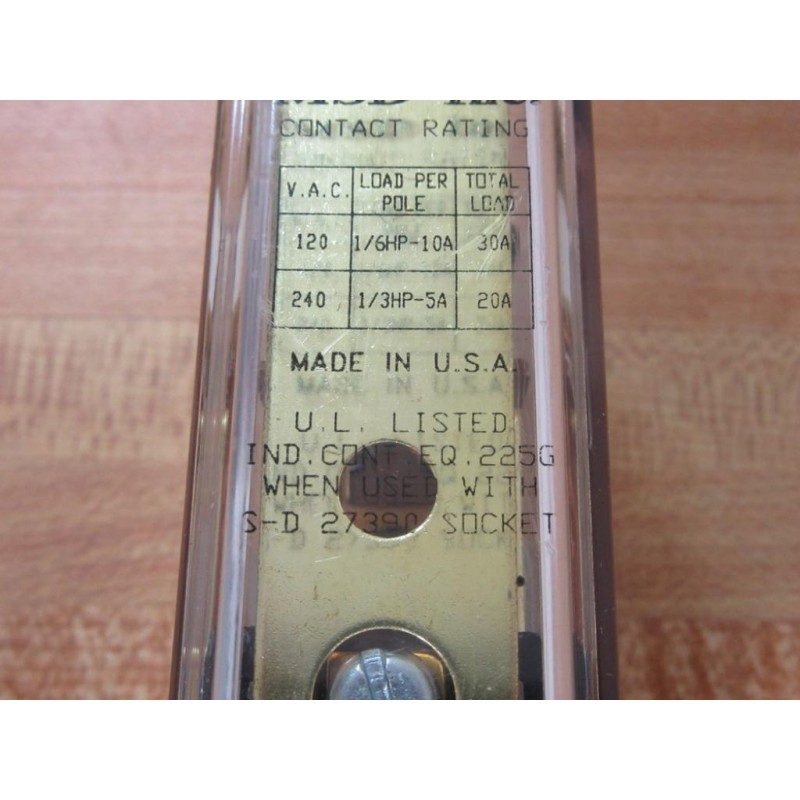 CONTACT RATING
V.A.C. LOAD PER POLE TOTAL LOAD
120 1/6HP-10A 30A
240 1/3HP-5A 20A
MADE IN U.S.A.
U.L. LISTED
IND.CONT.EQ.225G
WHEN USED WITH
S-D 27390 SOCKET